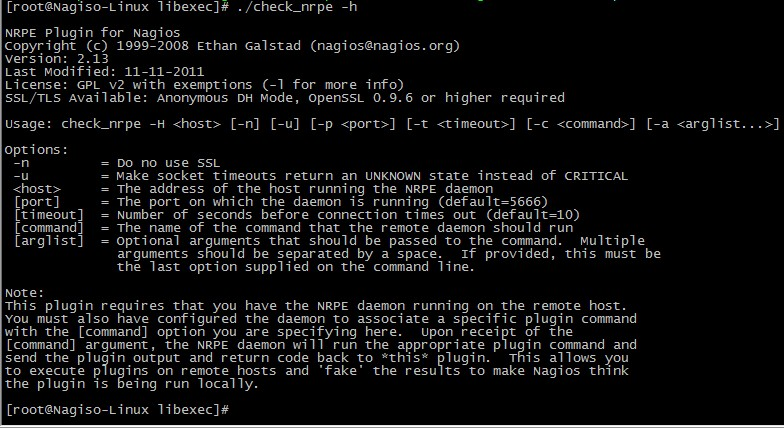 [root@Nagiso-Linux libexec]# ./check_nrpe -h
NRPE Plugin for Nagios
Copyright (c) 1999-2008 Ethan Galstad (nagios@nagios.org)
Version: 2.13
Last Modified: 11-11-2011
License: GPL v2 with exemptions (-l for more info)
SSL/TLS Available: Anonymous DH Mode, OpenSSL 0.9.6 or higher required
Usage: check_nrpe -H <host> [-n] [-u] [-p <port>] [-t <timeout>] [-c <command>] [-a <arglist...>]
Options:
-n = Do no use SSL
-u = Make socket timeouts return an UNKNOWN state instead of CRITICAL
<host> = The address of the host running the NRPE daemon
[port] = The port on which the daemon is running (default=5666)
[timeout] = Number of seconds before connection times out (default=10)
[command] = The name of the command that the remote daemon should run
[arglist] = Optional arguments that should be passed to the command. Multiple
arguments should be separated by a space. If provided, this must be
the last option supplied on the command line.
Note:
This plugin requires that you have the NRPE daemon running on the remote host.
You must also have configured the daemon to associate a specific plugin command
with the [command] option you are specifying here. Upon receipt of the
[command] argument, the NRPE daemon will run the appropriate plugin command and
send the plugin output and return code back to *this* plugin. This allows you
to execute plugins on remote hosts and 'fake' the results to make Nagios think
the plugin is being run locally.
[root@Nagiso-Linux libexec]#